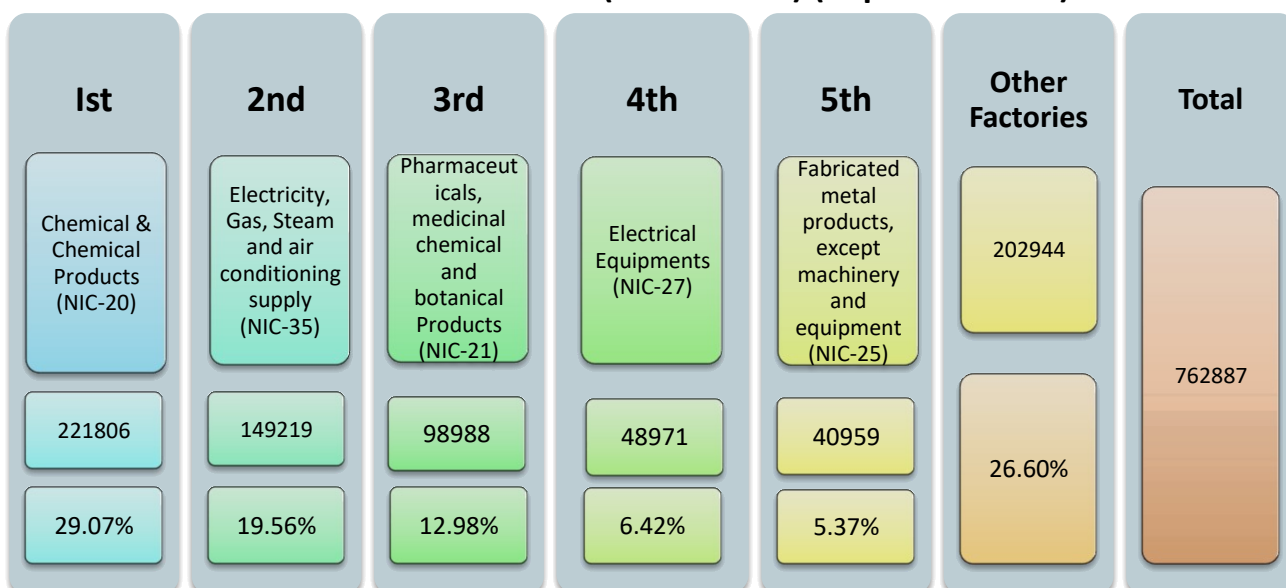 Ist
Chemical &
Chemical
Products
(NIC-20)
221806
29.07%
2nd
Electricity,
Gas, Steam
and air
conditioning
supply
(NIC-35)
149219
19.56%
3rd
Pharmaceut
icals,
medicinal
chemical
and
botanical
Products
(NIC-21)
98988
12.98%
4th
Electrical
Equipments
(NIC-27)
48971
6.42%
5th
Fabricated
metal
products,
except
machinery
and
equipment
(NIC-25)
40959
5.37%
Other
Factories
202944
26.60%
Total
762887